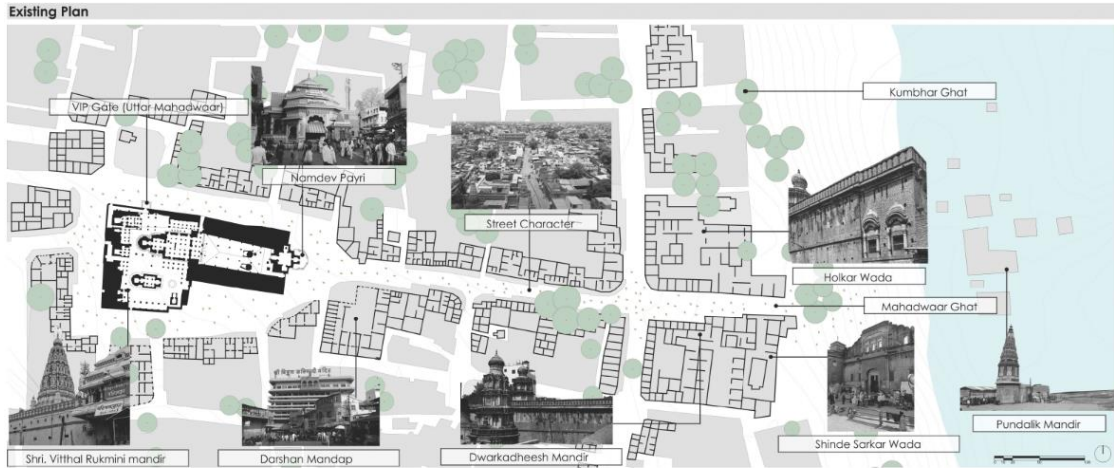 Existing Plan
VIP Gate (Uttar Mahadwaar)
Namdev Payri
Street Character
Kumbhar Ghat
Holkar Wada
Mahadwaar Ghat
Shri. Vitthal Rukmini mandir
Darshan Mandap
Dwarkadheesh Mandir
Shinde Sarkar Wada
Pundalik Mandir